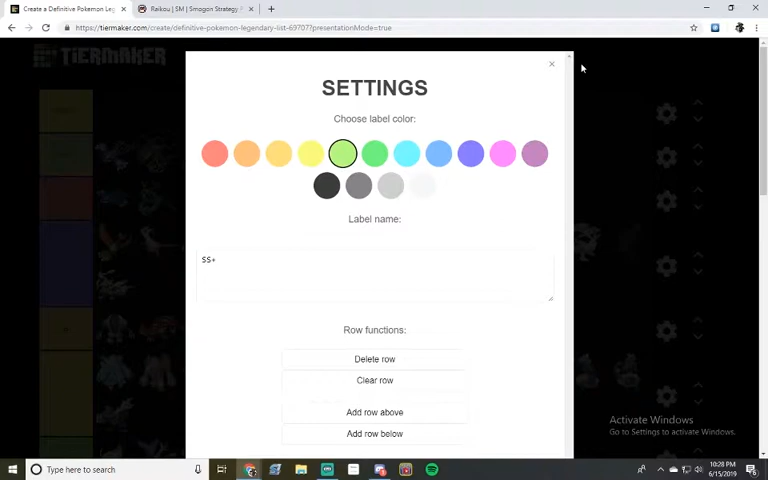 Create a Definitive Pokemon Leg
Raikou | SM | Smogon Strategy P
https://tiermaker.com/create/definitive-pokemon-legendary-list-69707?presentationMode=true
TIERMAKER
SETTINGS
Choose label color:
Label name:
SS+
Row functions:
Delete row
Clear row
Add row above
Add row below
Activate Windows
Go to Settings to activate Windows.
Type here to search
10:28 PM
6/15/2019